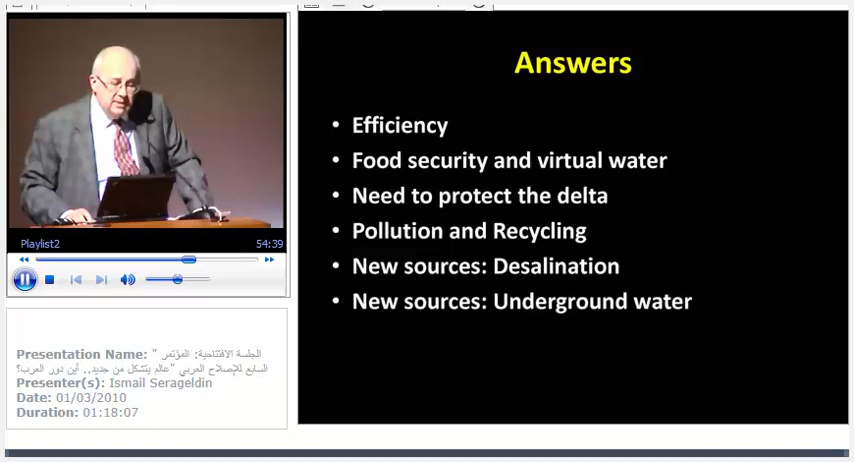 Playlist2
54:39
Presentation Name: الجلسة الافتتاحية: المؤتمر "
السابع للإصلاح العربي "عالم يتشكل من جديد.. أين دور العرب؟
Presenter(s): Ismail Serageldin
Date: 01/03/2010
Duration: 01:18:07
Answers
• Efficiency
• Food security and virtual water
• Need to protect the delta
• Pollution and Recycling
• New sources: Desalination
• New sources: Underground water